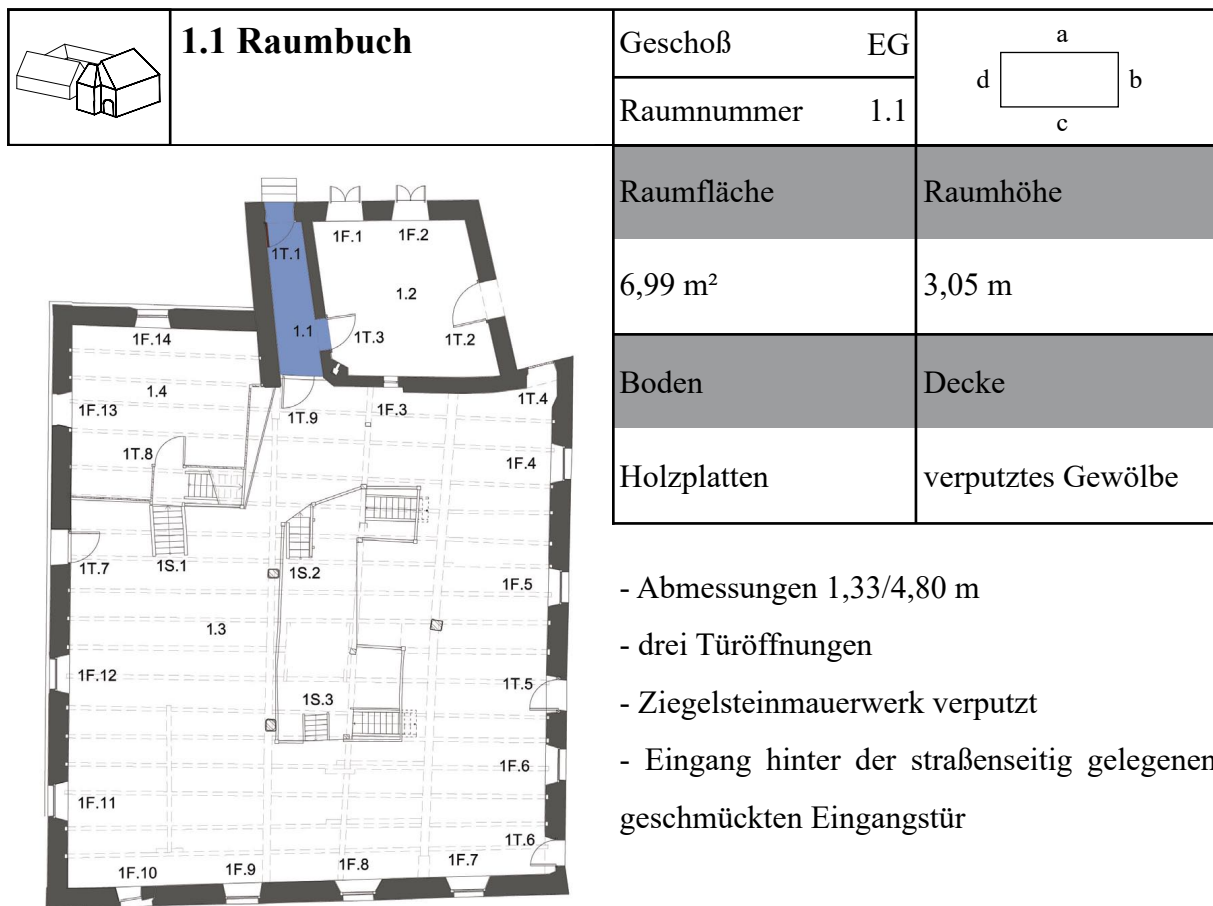 1.1 Raumbuch
Geschoß EG
a
d b
c
Raumnummer 1.1
Raumfläche Raumhöhe
6,99 m² 3,05 m
Boden Decke
Holzplatten verputztes Gewölbe
- Abmessungen 1,33/4,80 m
- drei Türöffnungen
- Ziegelsteinmauerwerk verputzt
- Eingang hinter der straßenseitig gelegenen
geschmückten Eingangstür
1F.1 1F.2
1T.1
1.2
1.1 1T.3 1T.2
1F.14
1.4
1F.13 1T.9 1F.3 1T.4
1T.8 1F.4
1T.7 1S.1 1S.2 1F.5
1.3
1F.12 1T.5
1S.3
1F.6
1F.11
1T.6
1F.10 1F.9 1F.8 1F.7